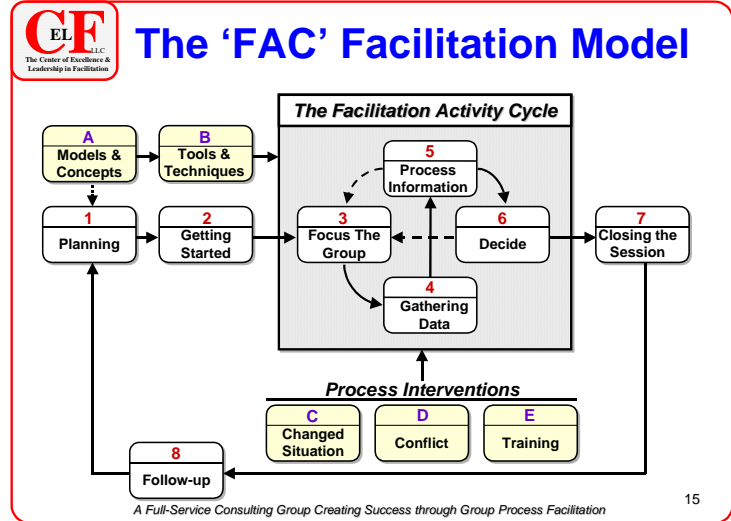 CELF
LLC
The Center of Excellence &
Leadership in Facilitation
The ‘FAC’ Facilitation Model
The Facilitation Activity Cycle
A
Models &
Concepts
B
Tools &
Techniques
5
Process
Information
1
Planning
2
Getting
Started
3
Focus The
Group
6
Decide
7
Closing the
Session
4
Gathering
Data
Process Interventions
C
Changed
Situation
D
Conflict
E
Training
8
Follow-up
A Full-Service Consulting Group Creating Success through Group Process Facilitation
15